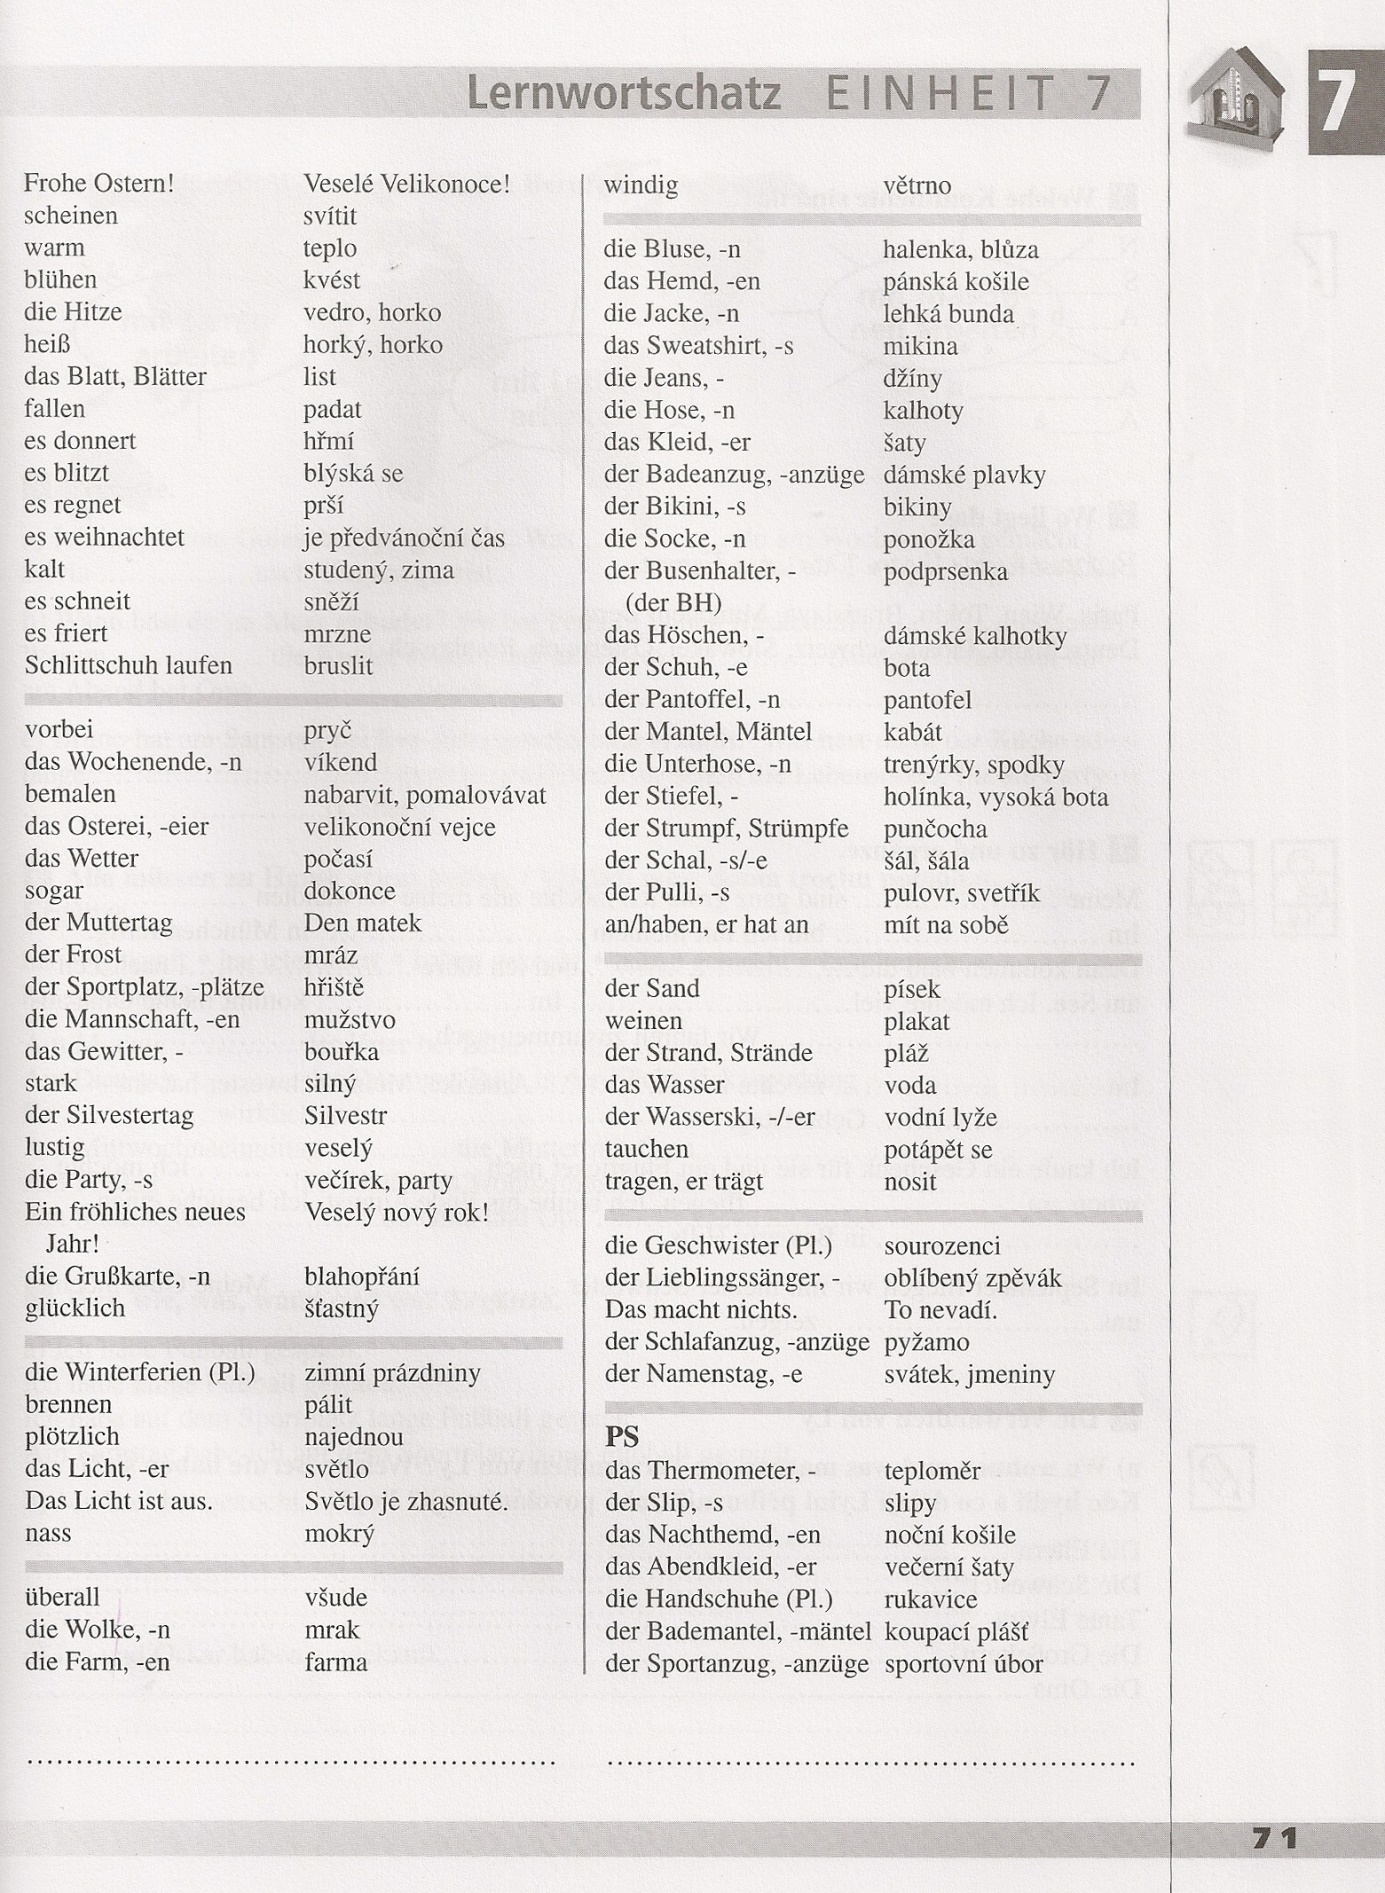 Lernwortschatz EINHEIT 7
7
Frohe Ostern! Veselé Velikonoce!
scheinen svítit
warm teplo
blühen kvést
die Hitze vedro, horko
heiß horký, horko
das Blatt, Blätter list
fallen padat
es donnert hřmí
es blitzt blýská se
es regnet prší
es weihnachtet je předvánoční čas
kalt studený, zima
es schneit sněží
es friert mrzne
Schlittschuh laufen bruslit
vorbei pryč
das Wochenende, -n víkend
bemalen nabarvit, pomalovávat
das Osterei, -eier velikonoční vejce
das Wetter počasí
sogar dokonce
der Muttertag Den matek
der Frost mráz
der Sportplatz, -plätze hřiště
die Mannschaft, -en mužstvo
das Gewitter, - bouřka
stark silný
der Silvestertag Silvestr
lustig veselý
die Party, -s večírek, party
Ein fröhliches neues Veselý nový rok!
Jahr!
die Grußkarte, -n blahopřání
glücklich šťastný
die Winterferien (Pl.) zimní prázdniny
brennen pálit
plötzlich najednou
das Licht, -er světlo
Das Licht ist aus. Světlo je zhasnuté.
nass mokrý
überall všude
die Wolke, -n mrak
die Farm, -en farma
windig větrno
die Bluse, -n halenka, blůza
das Hemd, -en pánská košile
die Jacke, -n lehká bunda
das Sweatshirt, -s mikina
die Jeans, - džíny
die Hose, -n kalhoty
das Kleid, -er šaty
der Badeanzug, -anzüge dámské plavky
der Bikini, -s bikiny
die Socke, -n ponožka
der Busenhalter, - podprsenka
(der BH)
das Höschen, - dámské kalhotky
der Schuh, -e bota
der Pantoffel, -n pantofel
der Mantel, Mäntel kabát
die Unterhose, -n trenýrky, spodky
der Stiefel, - holínka, vysoká bota
der Strumpf, Strümpfe punčocha
der Schal, -s/-e šál, šála
der Pulli, -s pulovr, svetřík
an/haben, er hat an mít na sobě
der Sand písek
weinen plakat
der Strand, Strände pláž
das Wasser voda
der Wasserski, -/-er vodní lyže
tauchen potápět se
tragen, er trägt nosit
die Geschwister (Pl.) sourozenci
der Lieblingssänger, - oblíbený zpěvák
Das macht nichts. To nevadí.
der Schlafanzug, -anzüge pyžamo
der Namenstag, -e svátek, jmeniny
PS
das Thermometer, - teploměr
der Slip, -s slipy
das Nachthemd, -en noční košile
das Abendkleid, -er večerní šaty
die Handschuhe (Pl.) rukavice
der Bademantel, -mäntel koupací plášť
der Sportanzug, -anzüge sportovní úbor
71